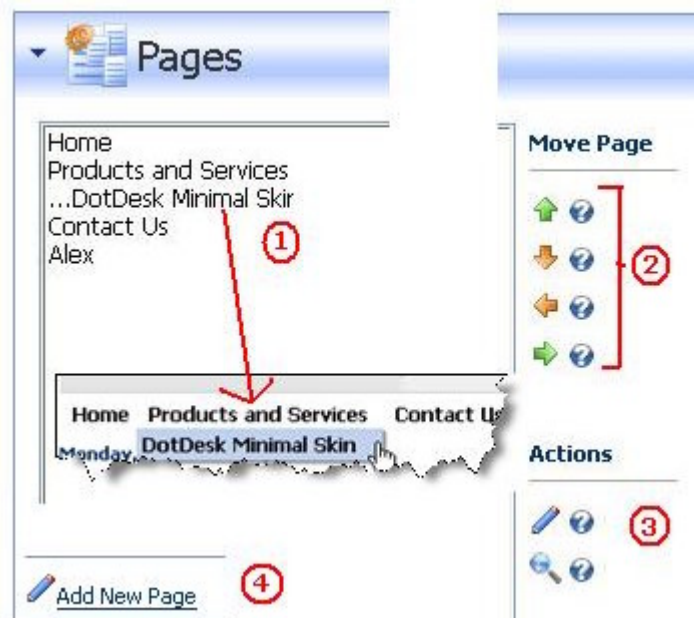 Pages
Home
Products and Services
...DotDesk Minimal Skir
Contact Us
Alex
1
Move Page
2
Home Products and Services Contact Us
Monday,
DotDesk Minimal Skin
Actions
3
Add New Page
4